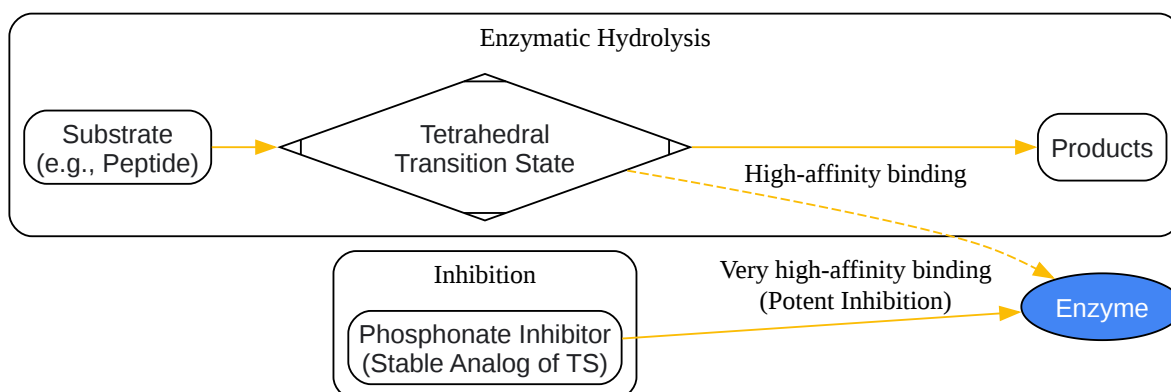 Enzymatic Hydrolysis
Substrate
(e.g., Peptide)
Tetrahedral
Transition State
Products
High-affinity binding
Inhibition
Very high-affinity binding
(Potent Inhibition)
Enzyme
Phosphonate Inhibitor
(Stable Analog of TS)